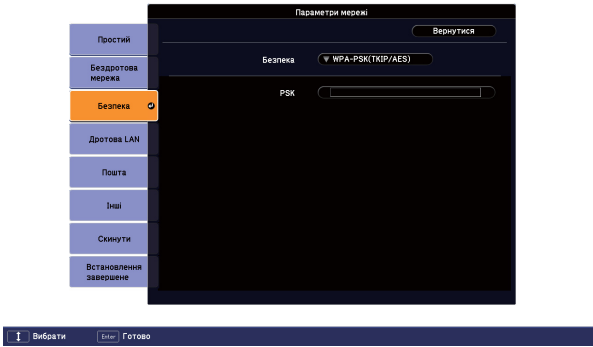 Параметри мережі
Вернутися
Простий
Бездротова
мережа
Безпека
Дротова LAN
Пошта
Інші
Скинути
Встановлення
завершене
Безпека
WPA-PSK(TKIP/AES)
PSK
Вибрати
Enter Готово